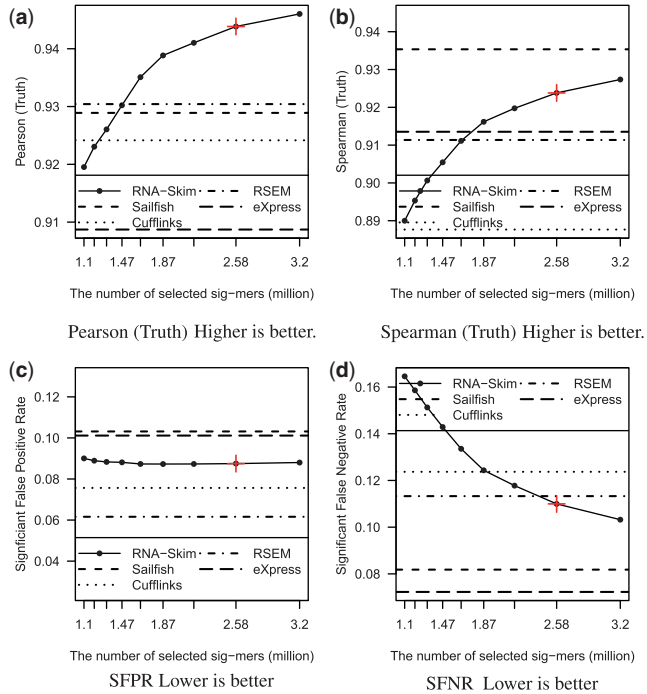 (a)
0.94
0.93
0.92
0.91
Pearson (Truth)
RNA-Skim
RSEM
Sailfish
eXpress
Cufflinks
1.1
1.47
1.87
2.58
3.2
The number of selected sig-mers (million)
Pearson (Truth) Higher is better.
(b)
0.94
0.93
0.92
0.91
0.90
0.89
Spearman (Truth)
RNA-Skim
RSEM
Sailfish
eXpress
Cufflinks
1.1
1.47
1.87
2.58
3.2
The number of selected sig-mers (million)
Spearman (Truth) Higher is better.
(c)
0.12
0.10
0.08
0.06
0.04
Signficiant False Positive Rate
RNA-Skim
RSEM
Sailfish
eXpress
Cufflinks
1.1
1.47
1.87
2.58
3.2
The number of selected sig-mers (million)
SFPR Lower is better
(d)
0.16
0.14
0.12
0.10
0.08
Significant False Negative Rate
RNA-Skim
RSEM
Sailfish
eXpress
Cufflinks
1.1
1.47
1.87
2.58
3.2
The number of selected sig-mers (million)
SFNR Lower is better